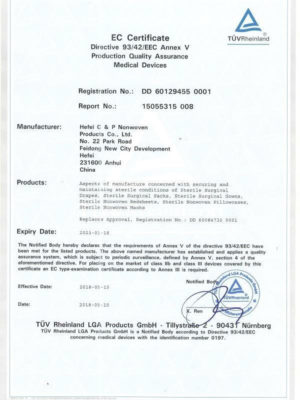 TÜVRheinland
EC Certificate
Directive 93/42/EEC Annex V
Production Quality Assurance
Medical Devices
Registration No.: DD 60129455 0001
Report No.: 15055315 008
Manufacturer: Hefei C & P Nonwoven
Products Co., Ltd.
No. 22 Park Road
Feidong New City Development
Hefei
231600 Anhui
China
Products: Aspects of manufacture concerned with securing and
maintaining sterile conditions of Sterile Surgical
Drapes, Sterile Surgical Packs, Sterile Surgical Gowns,
Sterile Nonwoven Bedsheets, Sterile Nonwoven Pillowcases,
Sterile Nonwoven Masks
Replaces Approval, Registration No.: DD
Expiry Date: 2021-01-18
The Notified Body hereby declares that the requirements of Annex V of the directive 93/42/EEC have
been met for the listed products. The above named manufacturer has established and applies a quality
assurance system, which is subject to periodic surveillance, defined by Annex V, section 4 of the
aforementioned directive. For placing on the market of class IIb and class III devices covered by this
certificate an EC type-examination certificate according to Annex III is required.
Notified Body
Effective Date: 2018-05-10
Date: 2018-05-10
X. Ren
TÜV Rheinland LGA Products GmbH - Tillystraße 2 - 90431 Nürnberg
TÜV Rheinland LGA Products GmbH is a Notified Body according to Directive 93/42/EEC
concerning medical devices with the identification number 0197.